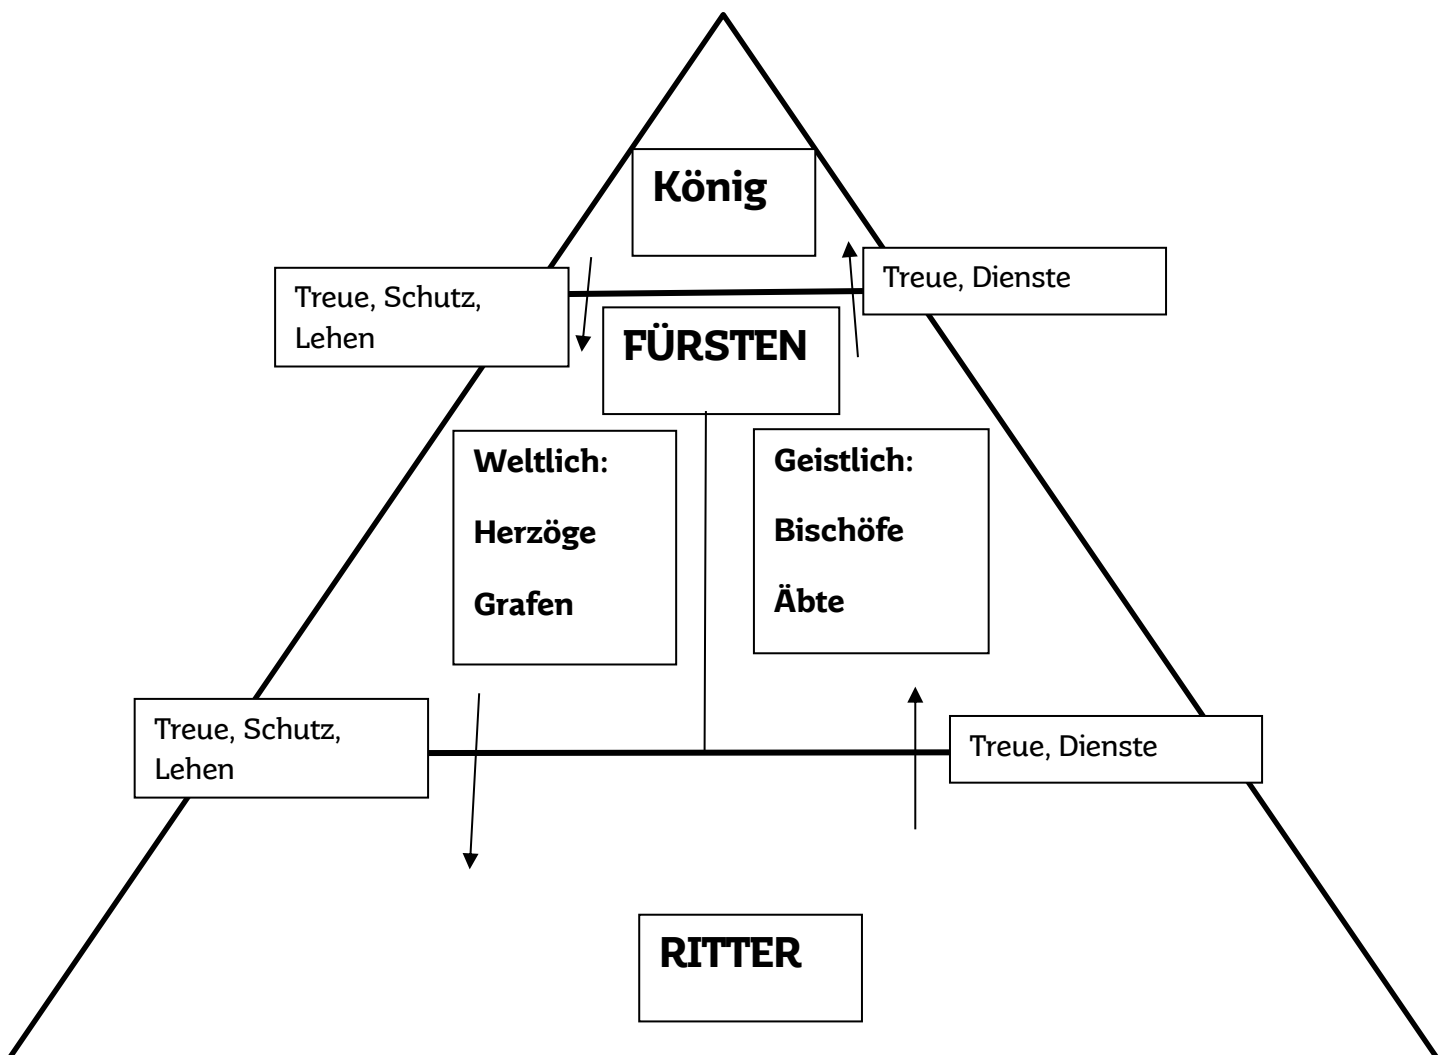 König
Treue, Schutz,
Lehen
Treue, Dienste
FÜRSTEN
Weltlich:
Herzöge
Grafen
Geistlich:
Bischöfe
Äbte
Treue, Schutz,
Lehen
Treue, Dienste
RITTER